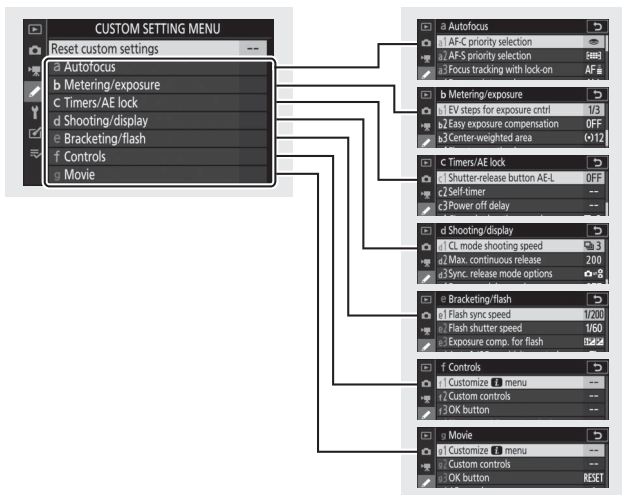 CUSTOM SETTING MENU
Reset custom settings --
a Autofocus
b Metering/exposure
c Timers/AE lock
d Shooting/display
e Bracketing/flash
f Controls
g Movie
a Autofocus
a1 AF-C priority selection
a2 AF-S priority selection
a3 Focus tracking with lock-on AF
b Metering/exposure
b1 EV steps for exposure cntrl 1/3
b2 Easy exposure compensation OFF
b3 Center-weighted area (•)12
c Timers/AE lock
c1 Shutter-release button AE-L OFF
c2 Self-timer --
c3 Power off delay --
d Shooting/display
d1 CL mode shooting speed 3
d2 Max. continuous release 200
d3 Sync. release mode options
e Bracketing/flash
e1 Flash sync speed 1/200
e2 Flash shutter speed 1/60
e3 Exposure comp. for flash
f Controls
f1 Customize i menu --
f2 Custom controls --
f3 OK button --
g Movie
g1 Customize i menu --
g2 Custom controls --
g3 OK button RESET